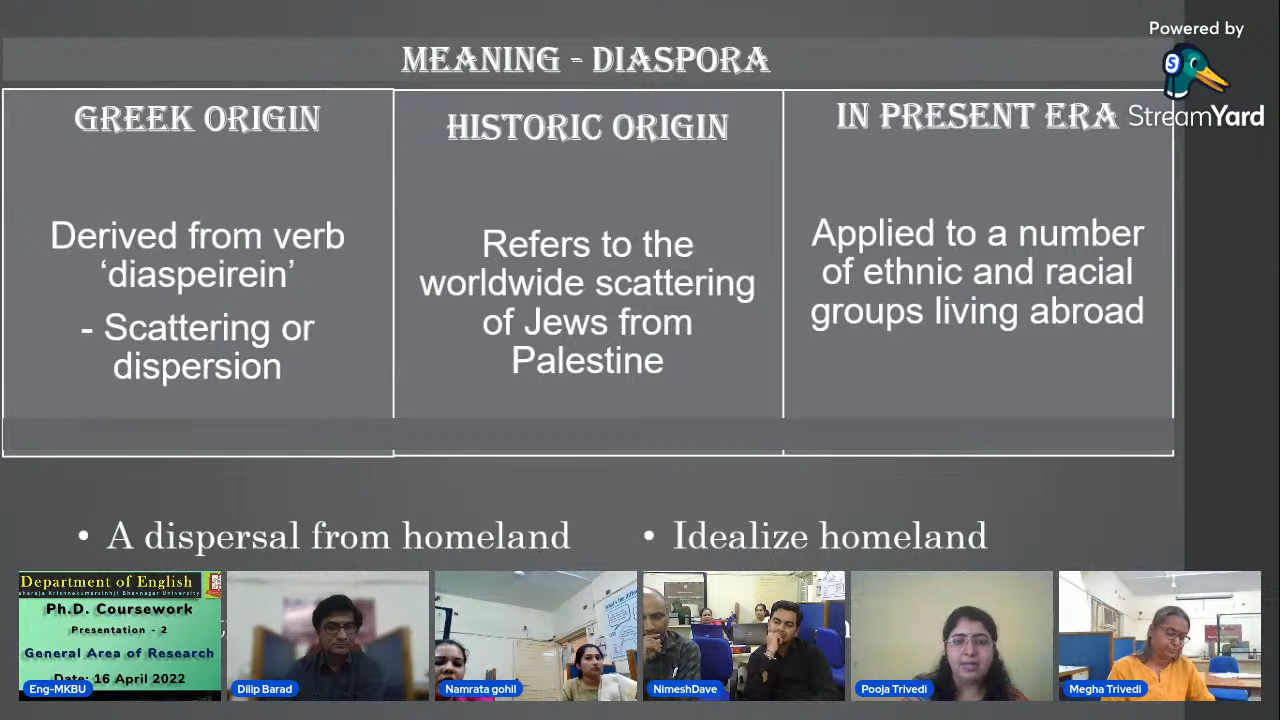 MEANING - DIASPORA
Powered by
StreamYard
GREEK ORIGIN
Derived from verb
‘diaspeirein’
- Scattering or
dispersion
HISTORIC ORIGIN
Refers to the
worldwide scattering
of Jews from
Palestine
IN PRESENT ERA
Applied to a number
of ethnic and racial
groups living abroad
• A dispersal from homeland
• Idealize homeland
Department of English
Krishnakumarsinhji Bhavnagar University
Ph.D. Coursework
Presentation - 2
General Area of Research
Date: 16 April 2022
Eng-MKBU
Dilip Barad
Namrata gohil
NimeshDave
Pooja Trivedi
Megha Trivedi